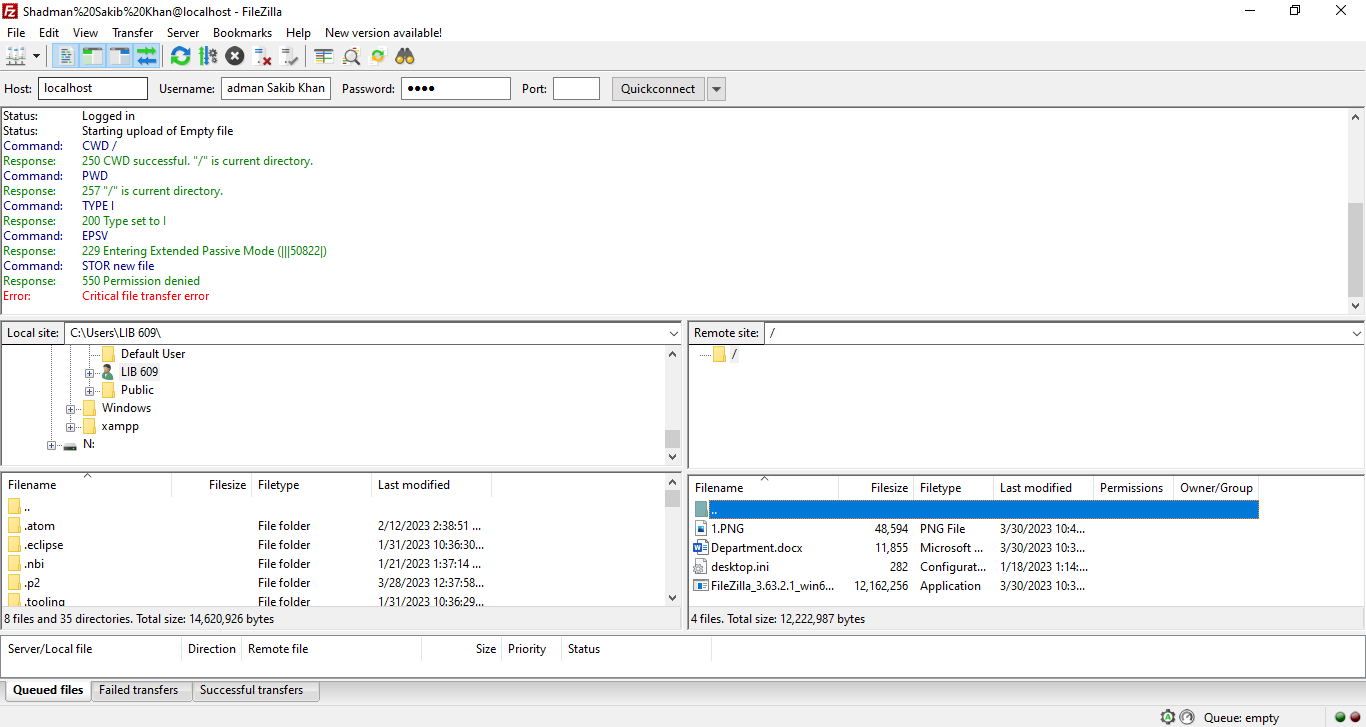 Shadman%20Sakib%20Khan@localhost - FileZilla
File Edit View Transfer Server Bookmarks Help New version available!
Host: localhost Username: adman Sakib Khan Password: ●●●● Port: Quickconnect
Status: Logged in
Status: Starting upload of Empty file
Command: CWD /
Response: 250 CWD successful. "/" is current directory.
Command: PWD
Response: 257 "/" is current directory.
Command: TYPE I
Response: 200 Type set to I
Command: EPSV
Response: 229 Entering Extended Passive Mode (|||50822|)
Command: STOR new file
Response: 550 Permission denied
Error: Critical file transfer error
Local site: C:\Users\LIB 609\
Default User
LIB 609
Public
Windows
xampp
N:
Filename Filesize Filetype Last modified
..
.atom File folder 2/12/2023 2:38:51 ...
.eclipse File folder 1/31/2023 10:36:30...
.nbi File folder 1/21/2023 1:37:14 ...
.p2 File folder 3/28/2023 12:37:58...
.tooling File folder 1/31/2023 10:36:29...
8 files and 35 directories. Total size: 14,620,926 bytes
Remote site: /
/
Filename Filesize Filetype Last modified Permissions Owner/Group
..
1.PNG 48,594 PNG File 3/30/2023 10:4...
Department.docx 11,855 Microsoft ... 3/30/2023 10:3...
desktop.ini 282 Configurat... 1/18/2023 1:14:...
FileZilla_3.63.2.1_win6... 12,162,256 Application 3/30/2023 10:3...
4 files. Total size: 12,222,987 bytes
Server/Local file Direction Remote file Size Priority Status
Queued files Failed transfers Successful transfers
Queue: empty